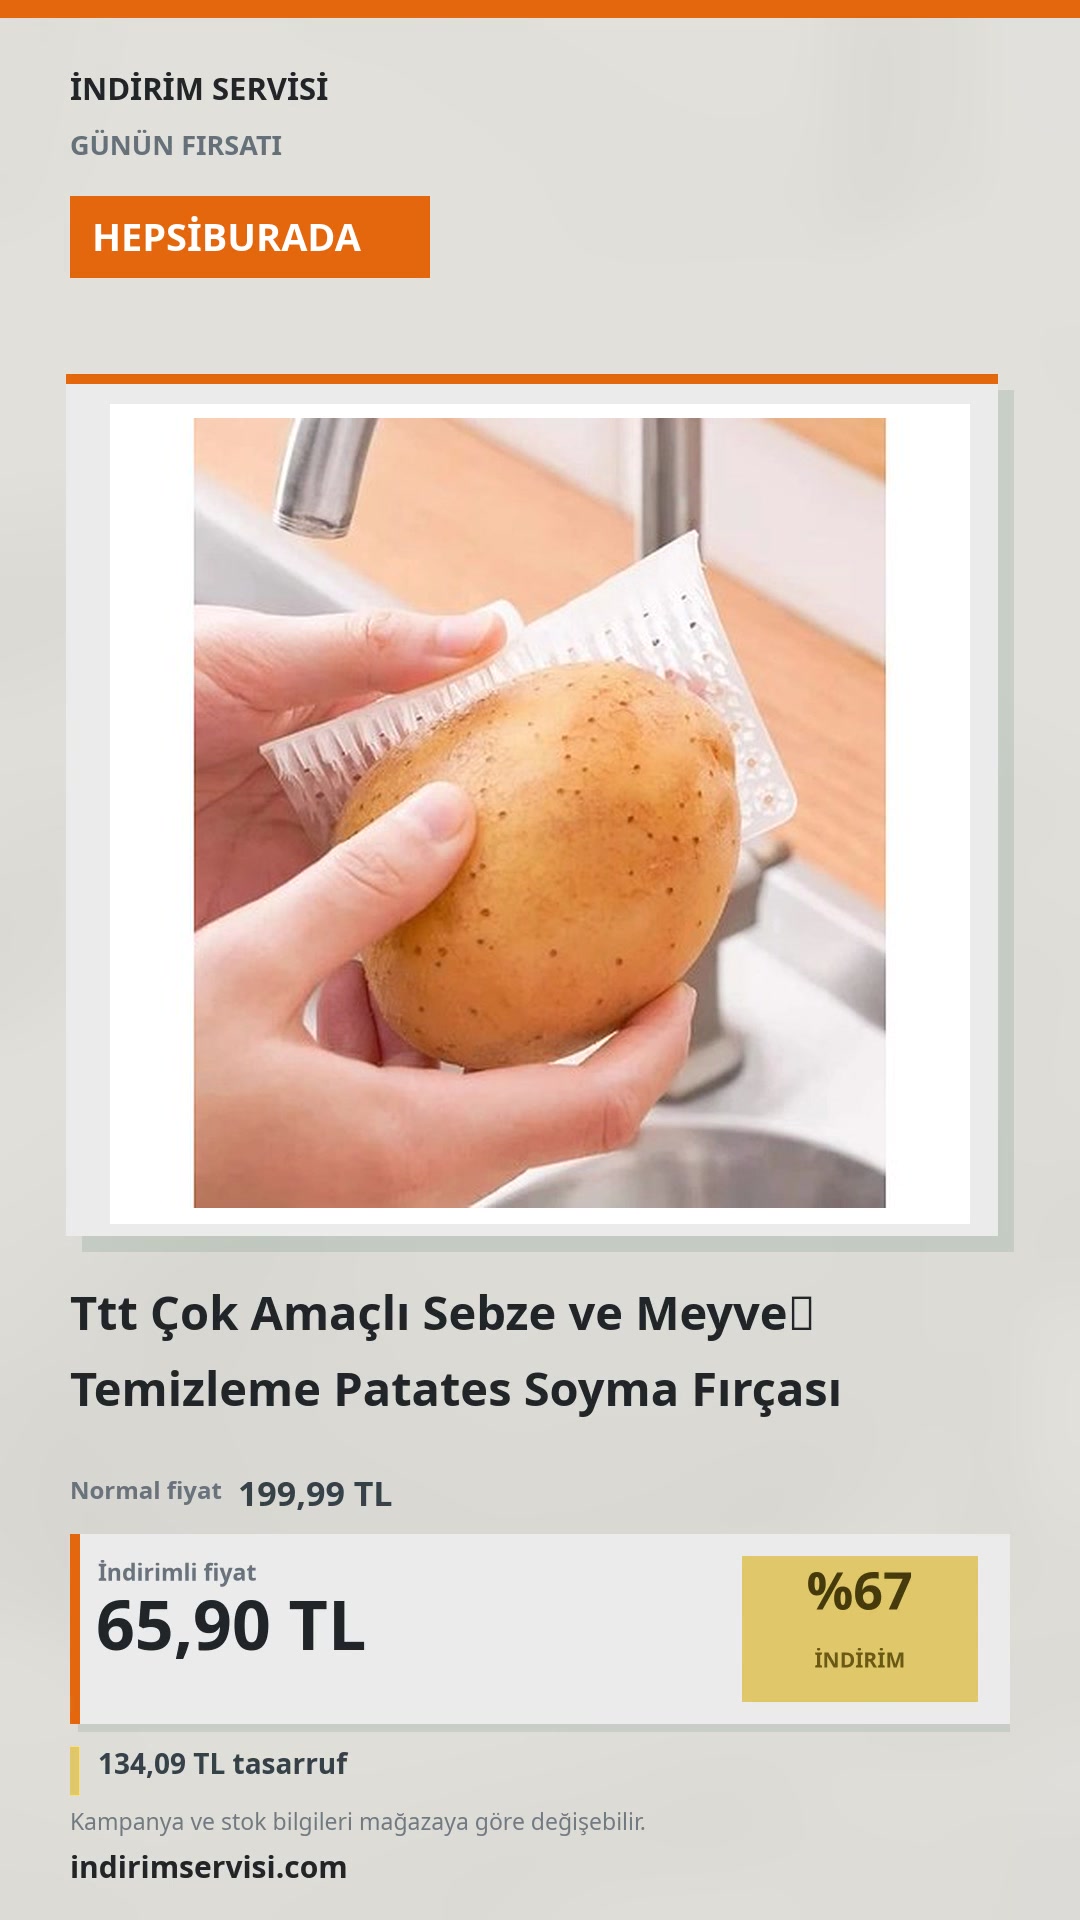 İNDİRİM SERVİSİ
GÜNÜN FIRSATI
HEPSİBURADA
Ttt Çok Amaçlı Sebze ve Meyve
Temizleme Patates Soyma Fırçası
Normal fiyat 199,99 TL
İndirimli fiyat
65,90 TL
%67
İNDİRİM
134,09 TL tasarruf
Kampanya ve stok bilgileri mağazaya göre değişebilir.
indirimservisi.com